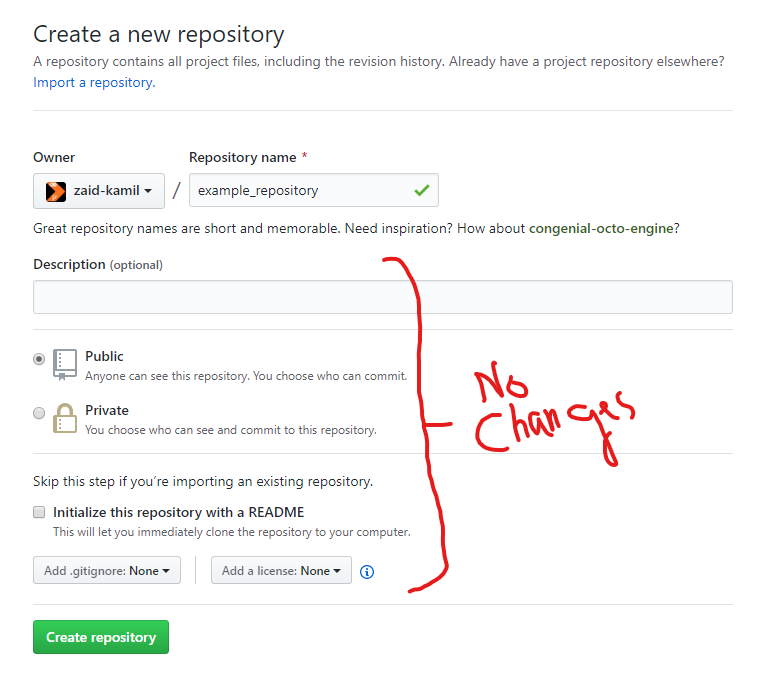 Create a new repository
A repository contains all project files, including the revision history. Already have a project repository elsewhere?
Import a repository.
Owner
Repository name *
zaid-kamil
/
example_repository
Great repository names are short and memorable. Need inspiration? How about congenial-octo-engine?
Description (optional)
Public
Anyone can see this repository. You choose who can commit.
Private
You choose who can see and commit to this repository.
No
Changes
Skip this step if you’re importing an existing repository.
Initialize this repository with a README
This will let you immediately clone the repository to your computer.
Add .gitignore: None
Add a license: None
Create repository